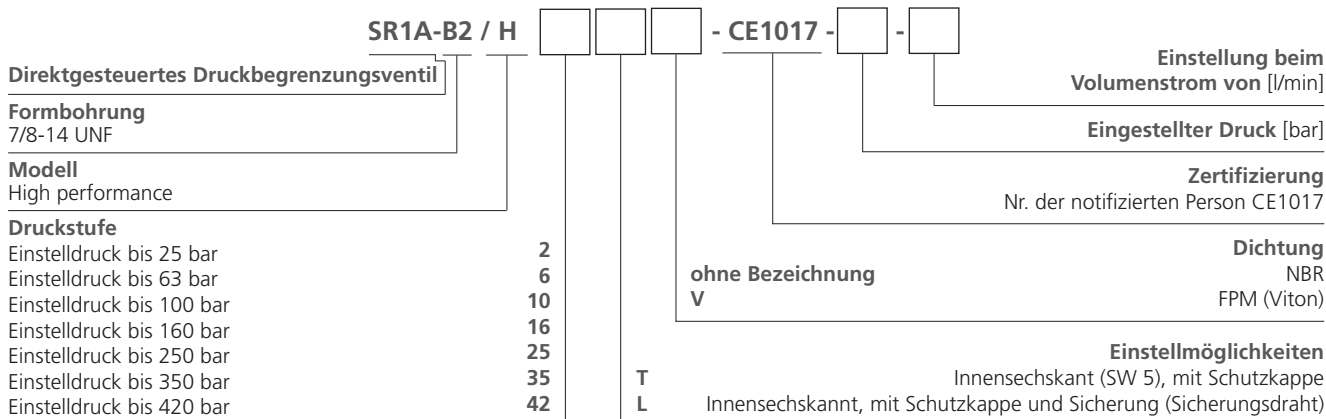 SR1A-B2 / H - CE1017 - -
Direktgesteuertes Druckbegrenzungsventil
Formbohrung
7/8-14 UNF
Modell
High performance
Druckstufe
Einstelldruck bis 25 bar 2
Einstelldruck bis 63 bar 6
Einstelldruck bis 100 bar 10
Einstelldruck bis 160 bar 16
Einstelldruck bis 250 bar 25
Einstelldruck bis 350 bar 35
Einstelldruck bis 420 bar 42
Einstellung beim
Volumenstrom von [l/min]
Eingestellter Druck [bar]
Zertifizierung
Nr. der notifizierten Person CE1017
Dichtung
ohne Bezeichnung NBR
V FPM (Viton)
Einstellmöglichkeiten
T Innensechskant (SW 5), mit Schutzkappe
L Innensechskannt, mit Schutzkappe und Sicherung (Sicherungsdraht)